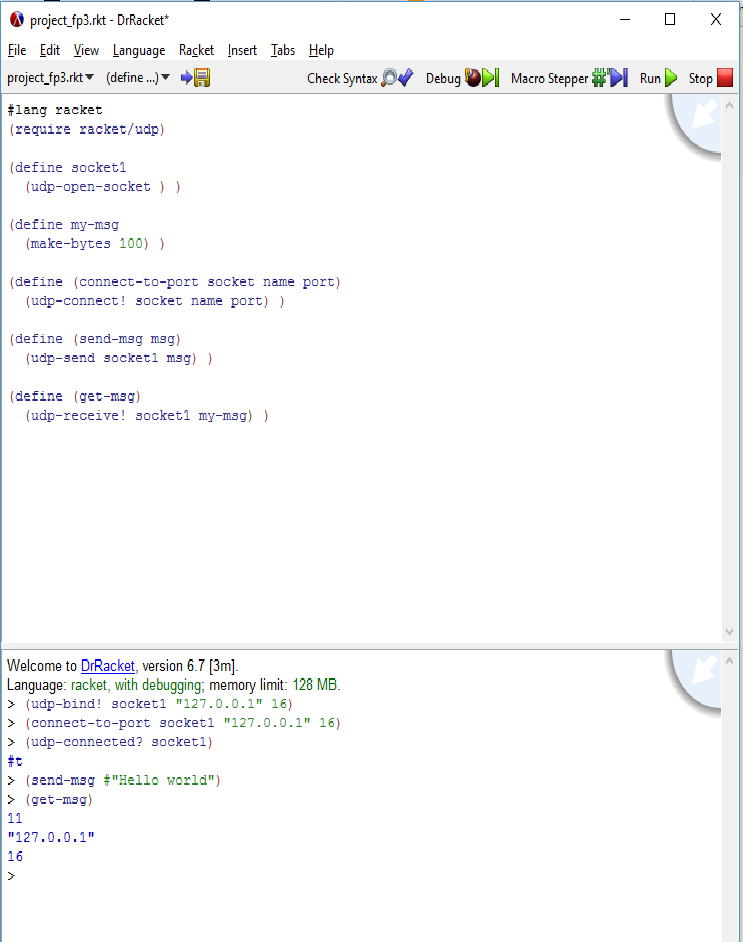 project_fp3.rkt - DrRacket*
File Edit View Language Racket Insert Tabs Help
project_fp3.rkt▼ (define ...)▼ Check Syntax Debug Macro Stepper Run Stop
#lang racket
(require racket/udp)
(define socket1
(udp-open-socket ) )
(define my-msg
(make-bytes 100) )
(define (connect-to-port socket name port)
(udp-connect! socket name port) )
(define (send-msg msg)
(udp-send socket1 msg) )
(define (get-msg)
(udp-receive! socket1 my-msg) )
Welcome to DrRacket, version 6.7 [3m].
Language: racket, with debugging; memory limit: 128 MB.
> (udp-bind! socket1 "127.0.0.1" 16)
> (connect-to-port socket1 "127.0.0.1" 16)
> (udp-connected? socket1)
#t
> (send-msg #"Hello world")
> (get-msg)
11
"127.0.0.1"
16
>